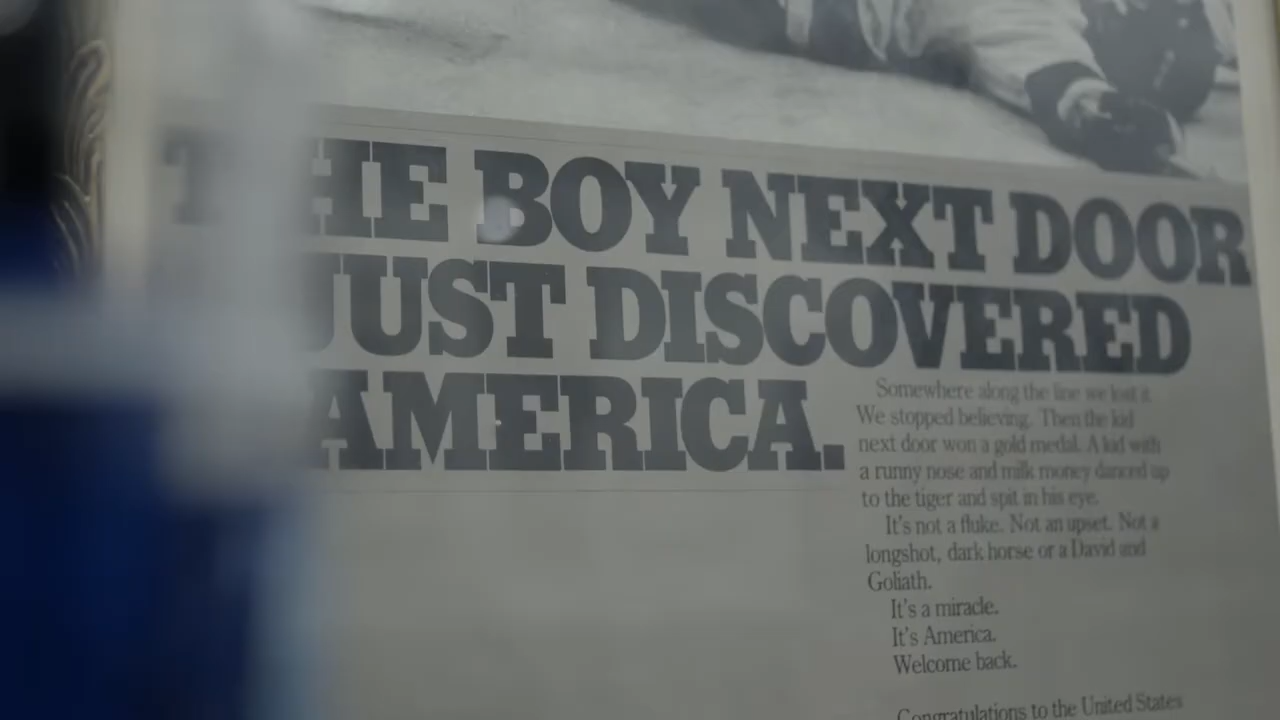 THE BOY NEXT DOOR
JUST DISCOVERED
AMERICA.
Somewhere along the line we lost it.
We stopped believing. Then the kid
next door won a gold medal. A kid with
a runny nose and milk money danced up
to the tiger and spit in his eye.
It's not a fluke. Not an upset. Not a
longshot, dark horse or a David and
Goliath.
It's a miracle.
It's America.
Welcome back.
Congratulations to the United States